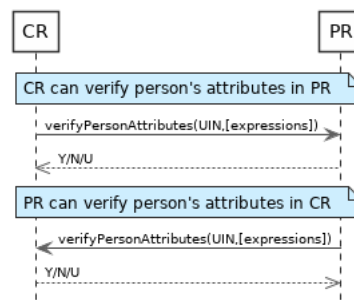 CR PR
CR can verify person's attributes in PR
verifyPersonAttributes(UIN,[expressions])
Y/N/U
PR can verify person's attributes in CR
verifyPersonAttributes(UIN,[expressions])
Y/N/U